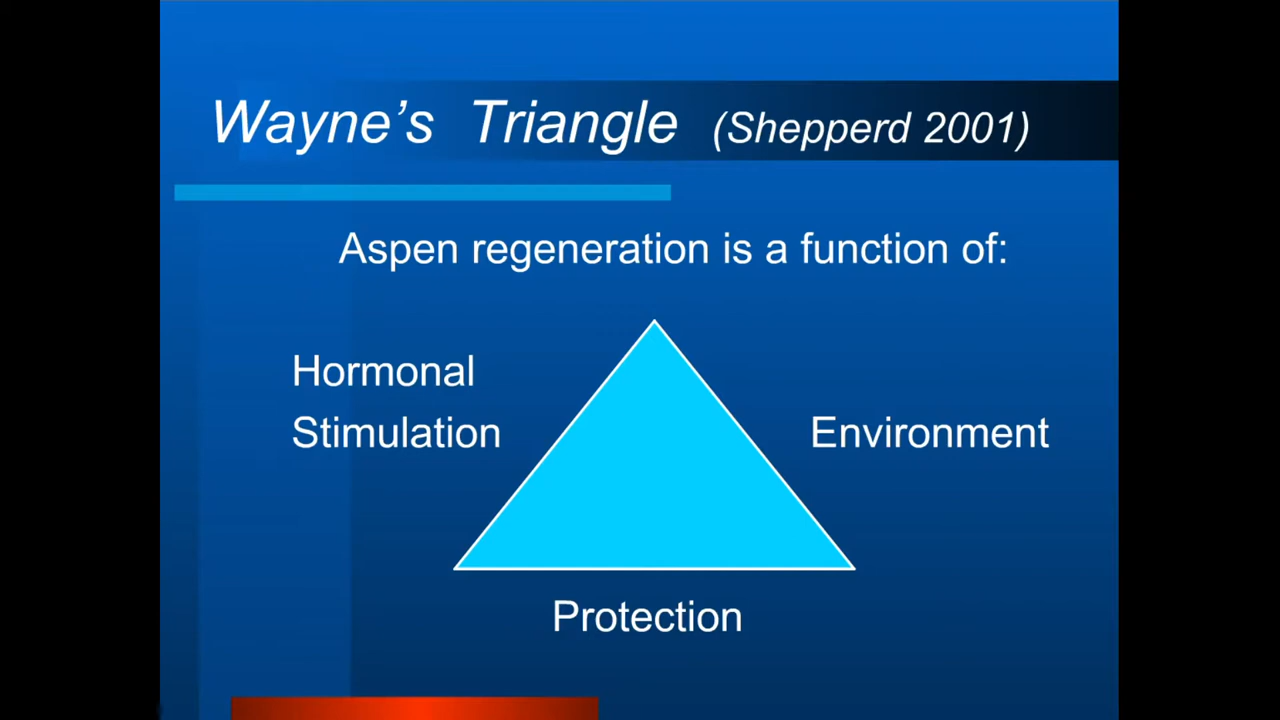 Wayne’s Triangle (Shepperd 2001)
Aspen regeneration is a function of:
Hormonal
Stimulation
Environment
Protection